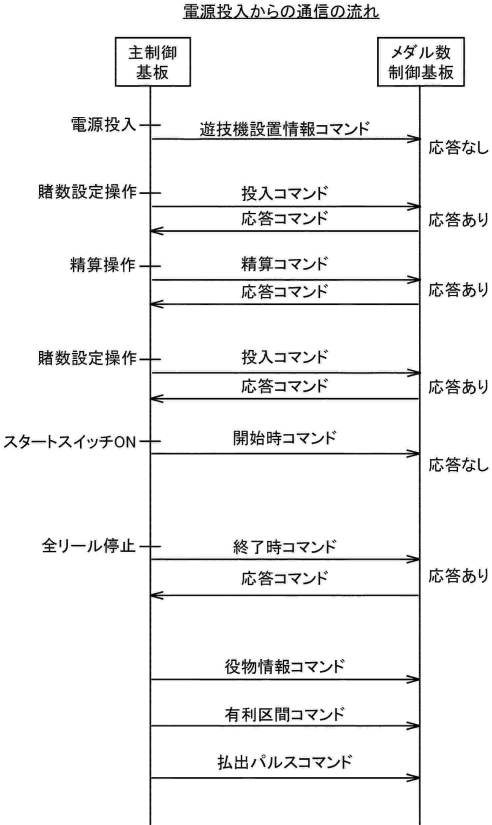 電源投入からの通信の流れ
主制御
基板
メダル数
制御基板
電源投入
遊技機設置情報コマンド
応答なし
賭数設定操作
投入コマンド
応答コマンド
応答あり
精算操作
精算コマンド
応答コマンド
応答あり
賭数設定操作
投入コマンド
応答コマンド
応答あり
スタートスイッチON
開始時コマンド
応答なし
全リール停止
終了時コマンド
応答コマンド
応答あり
役物情報コマンド
有利区間コマンド
払出パルスコマンド